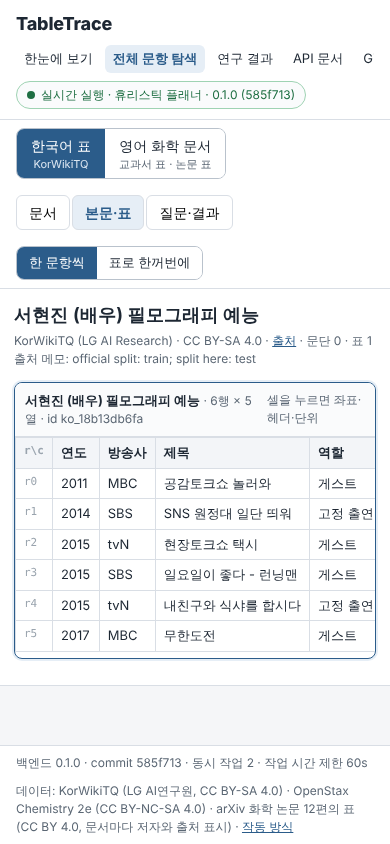 TableTrace
한눈에 보기 전체 문항 탐색 연구 결과 API 문서 G
실시간 실행 · 휴리스틱 플래너 · 0.1.0 (585f713)
한국어 표 영어 화학 문서
KorWikiTQ 교과서 표 · 논문 표
문서 본문·표 질문·결과
한 문항씩 표로 한꺼번에
서현진 (배우) 필모그래피 예능
KorWikiTQ (LG AI Research) · CC BY-SA 4.0 · 출처 · 문단 0 · 표 1
출처 메모: official split: train; split here: test
서현진 (배우) 필모그래피 예능 · 6행 × 5열 · id ko_18b13db6fa
셀을 누르면 좌표·헤더·단위
r\c 연도 방송사 제목 역할
r0 2011 MBC 공감토크쇼 놀러와 게스트
r1 2014 SBS SNS 원정대 일단 띄워 고정 출연
r2 2015 tvN 현장토크쇼 택시 게스트
r3 2015 SBS 일요일이 좋다 - 런닝맨 게스트
r4 2015 tvN 내친구와 식샤를 합시다 고정 출연
r5 2017 MBC 무한도전 게스트
백엔드 0.1.0 · commit 585f713 · 동시 작업 2 · 작업 시간 제한 60s
데이터: KorWikiTQ (LG AI연구원, CC BY-SA 4.0) · OpenStax
Chemistry 2e (CC BY-NC-SA 4.0) · arXiv 화학 논문 12편의 표
(CC BY 4.0, 문서마다 저자와 출처 표시) · 작동 방식